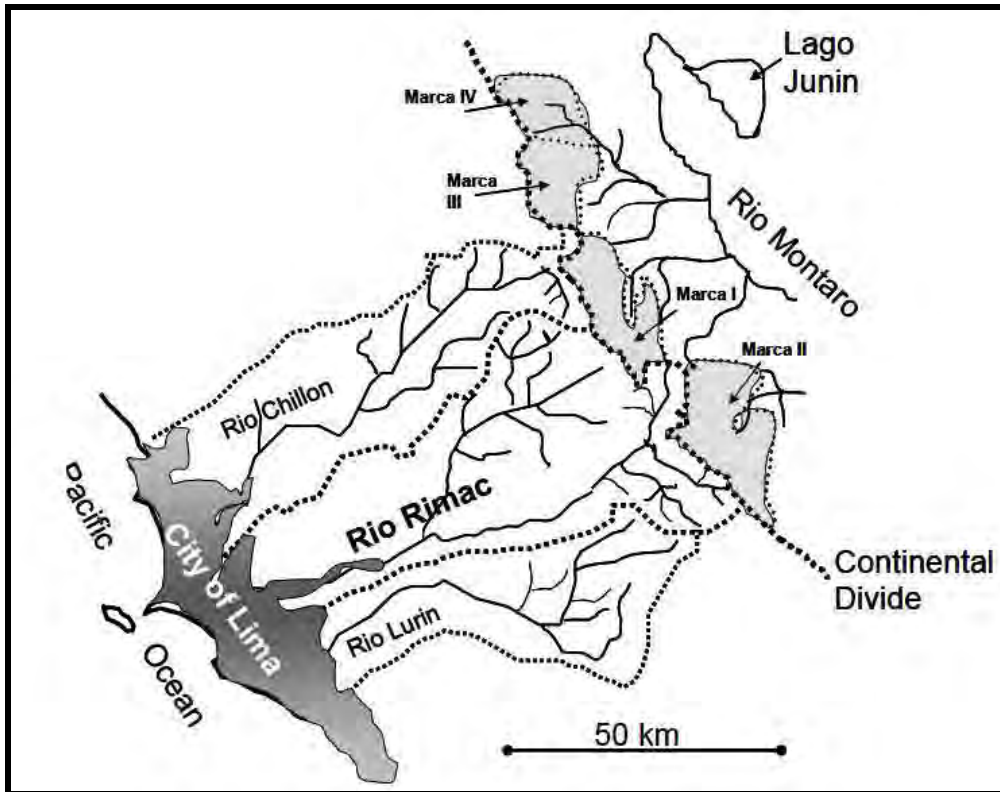 Lago
Junin
Marca IV
Marca
III
Rio Montaro
Marca I
Marca II
Rio Chillon
Rio Rimac
Pacific
Ocean
City of Lima
Rio Lurin
Continental
Divide
50 km